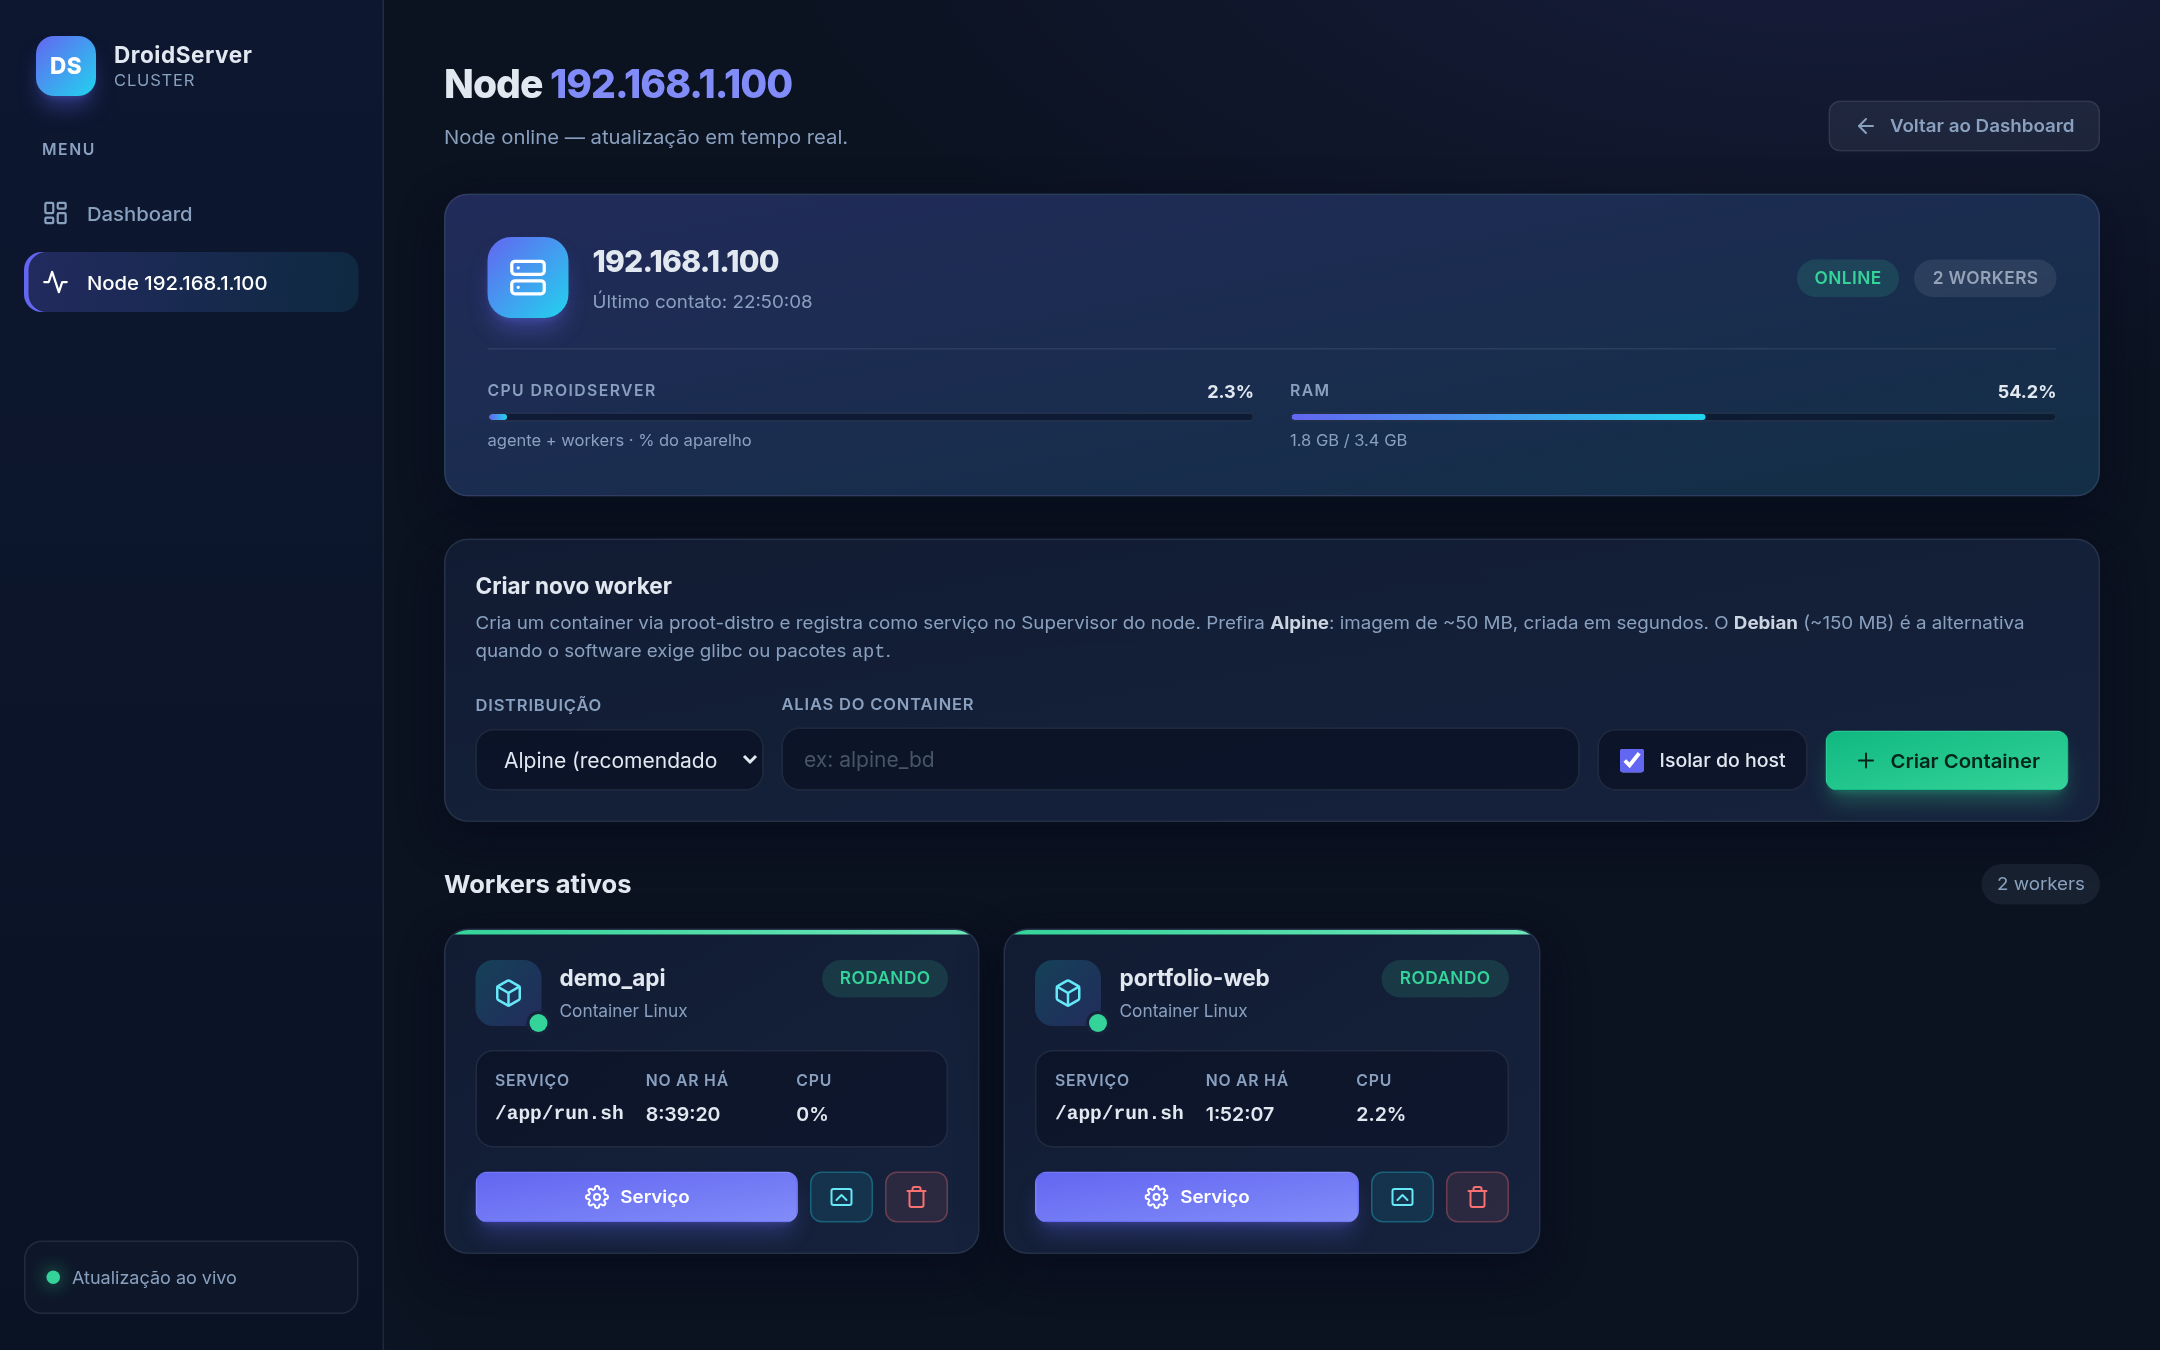 DS
DroidServer
CLUSTER
MENU
Dashboard
Node 192.168.1.100
Atualização ao vivo
Node 192.168.1.100
Node online — atualização em tempo real.
Voltar ao Dashboard
192.168.1.100
Último contato: 22:50:08
ONLINE
2 WORKERS
CPU DROIDSERVER
2.3%
agente + workers · % do aparelho
RAM
54.2%
1.8 GB / 3.4 GB
Criar novo worker
Cria um container via proot-distro e registra como serviço no Supervisor do node. Prefira Alpine: imagem de ~50 MB, criada em segundos. O Debian (~150 MB) é a alternativa
quando o software exige glibc ou pacotes apt.
DISTRIBUIÇÃO
Alpine (recomendado
ALIAS DO CONTAINER
ex: alpine_bd
Isolar do host
Criar Container
Workers ativos
2 workers
demo_api
Container Linux
RODANDO
SERVIÇO
/app/run.sh
NO AR HÁ
8:39:20
CPU
0%
Serviço
portfolio-web
Container Linux
RODANDO
SERVIÇO
/app/run.sh
NO AR HÁ
1:52:07
CPU
2.2%
Serviço